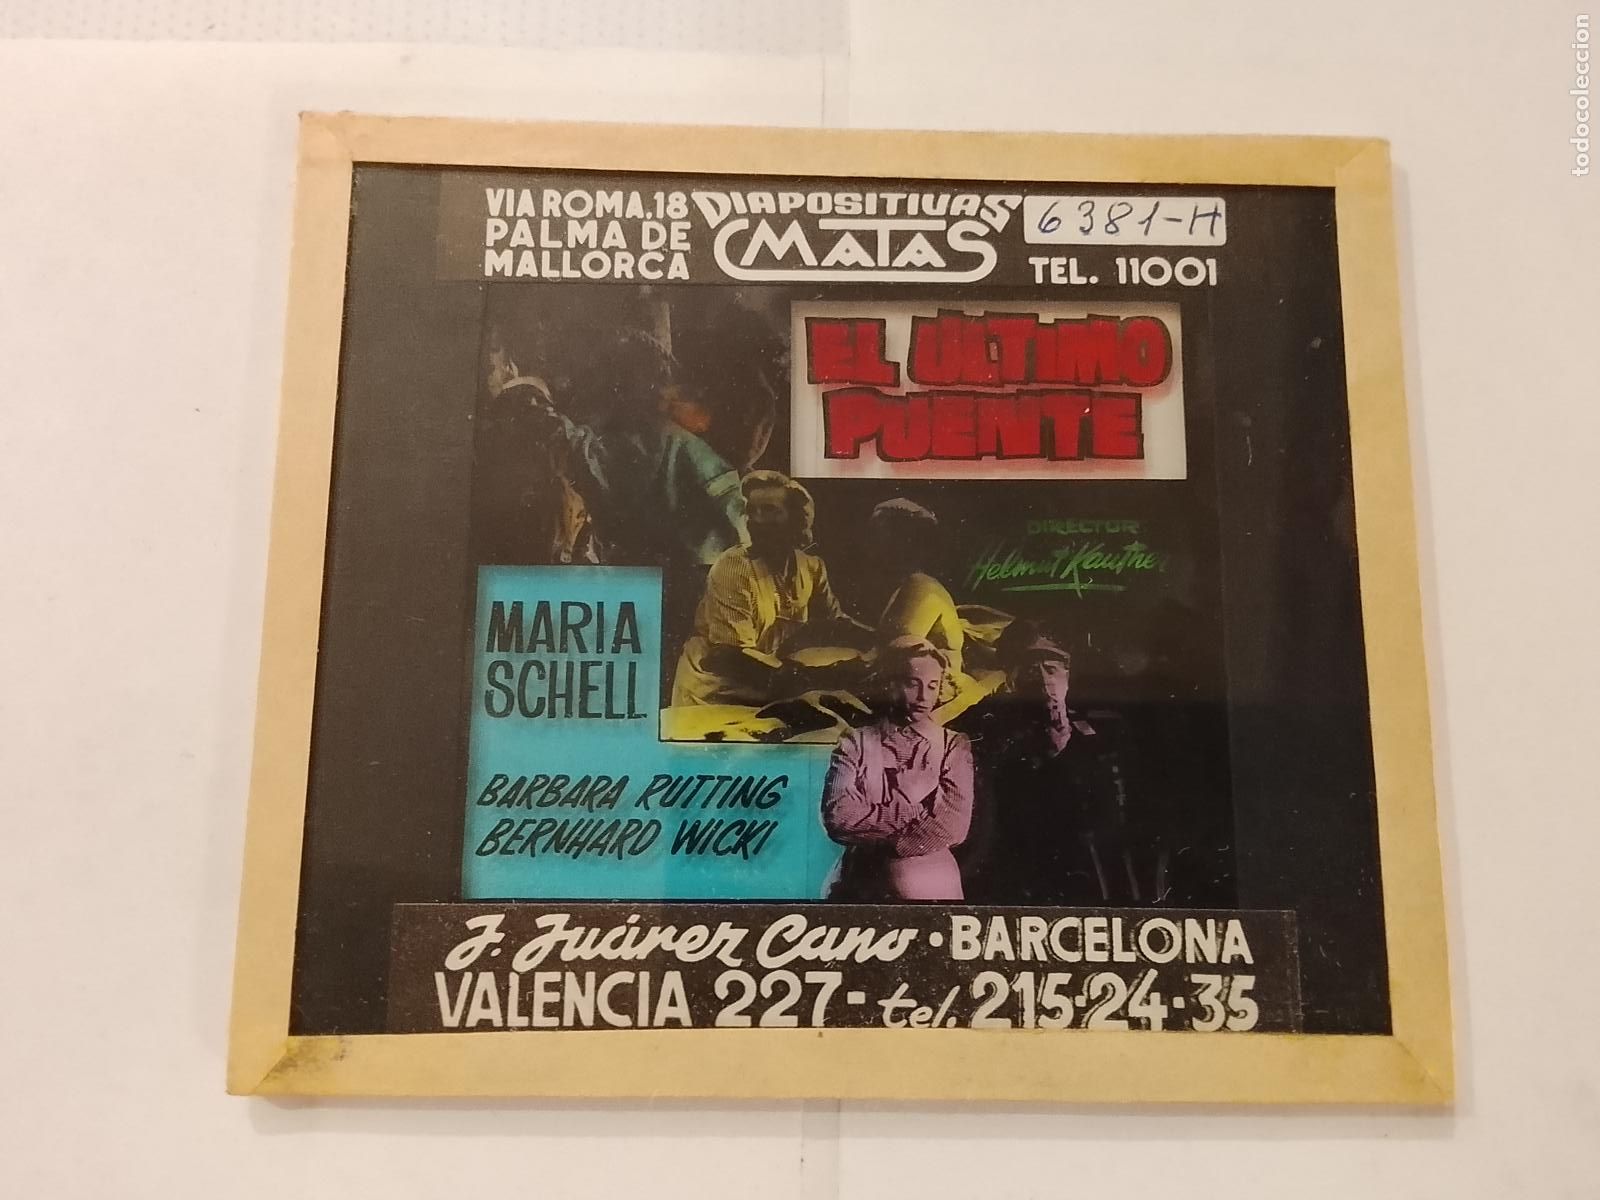 VIA ROMA, 18
PALMA DE
MALLORCA
DIAPOSITIVAS
MATAS
6381-H
TEL. 11001
EL ÚLTIMO
PUENTE
DIRECTOR
Helmut Kautner
MARIA
SCHELL
BARBARA RUTTING
BERNHARD WICKI
J. Juárez Cano • BARCELONA
VALENCIA 227 - tel. 215-24-35
todocoleccion